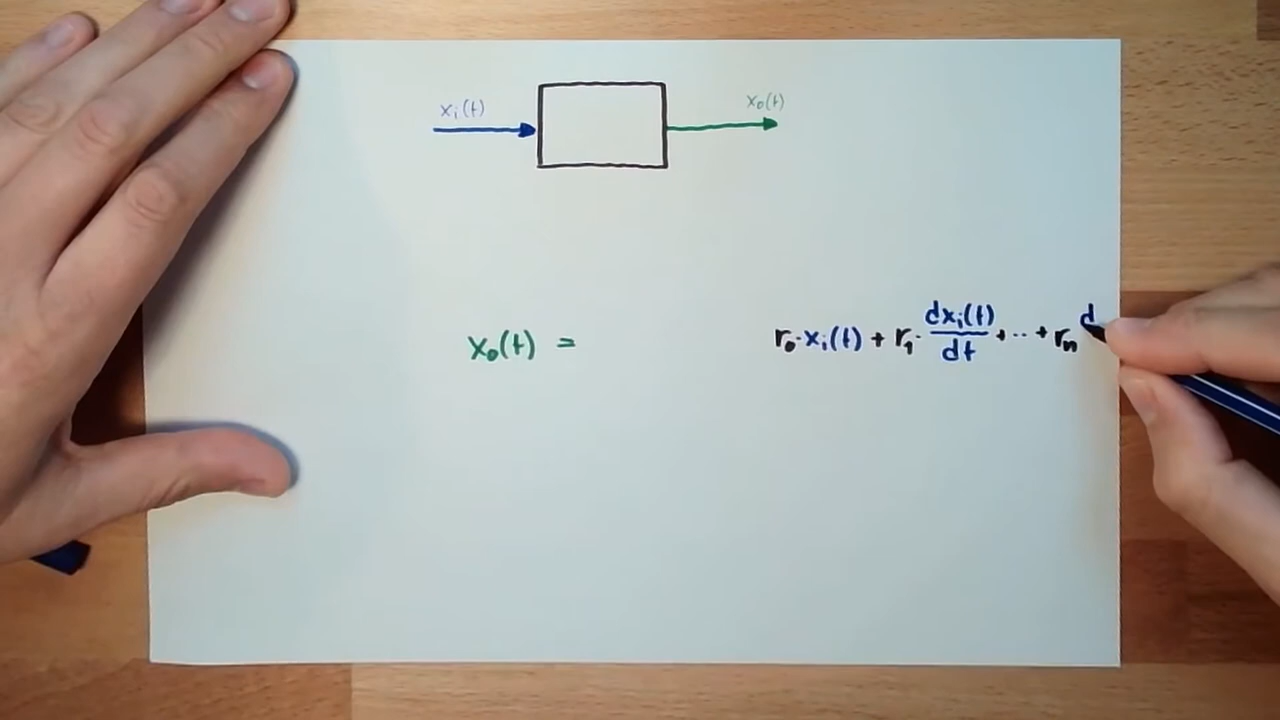 xᵢ(t) x₀(t)
x₀(t) = r₀·xᵢ(t) + r₁· dxᵢ(t)/dt + ··· + rₙ d